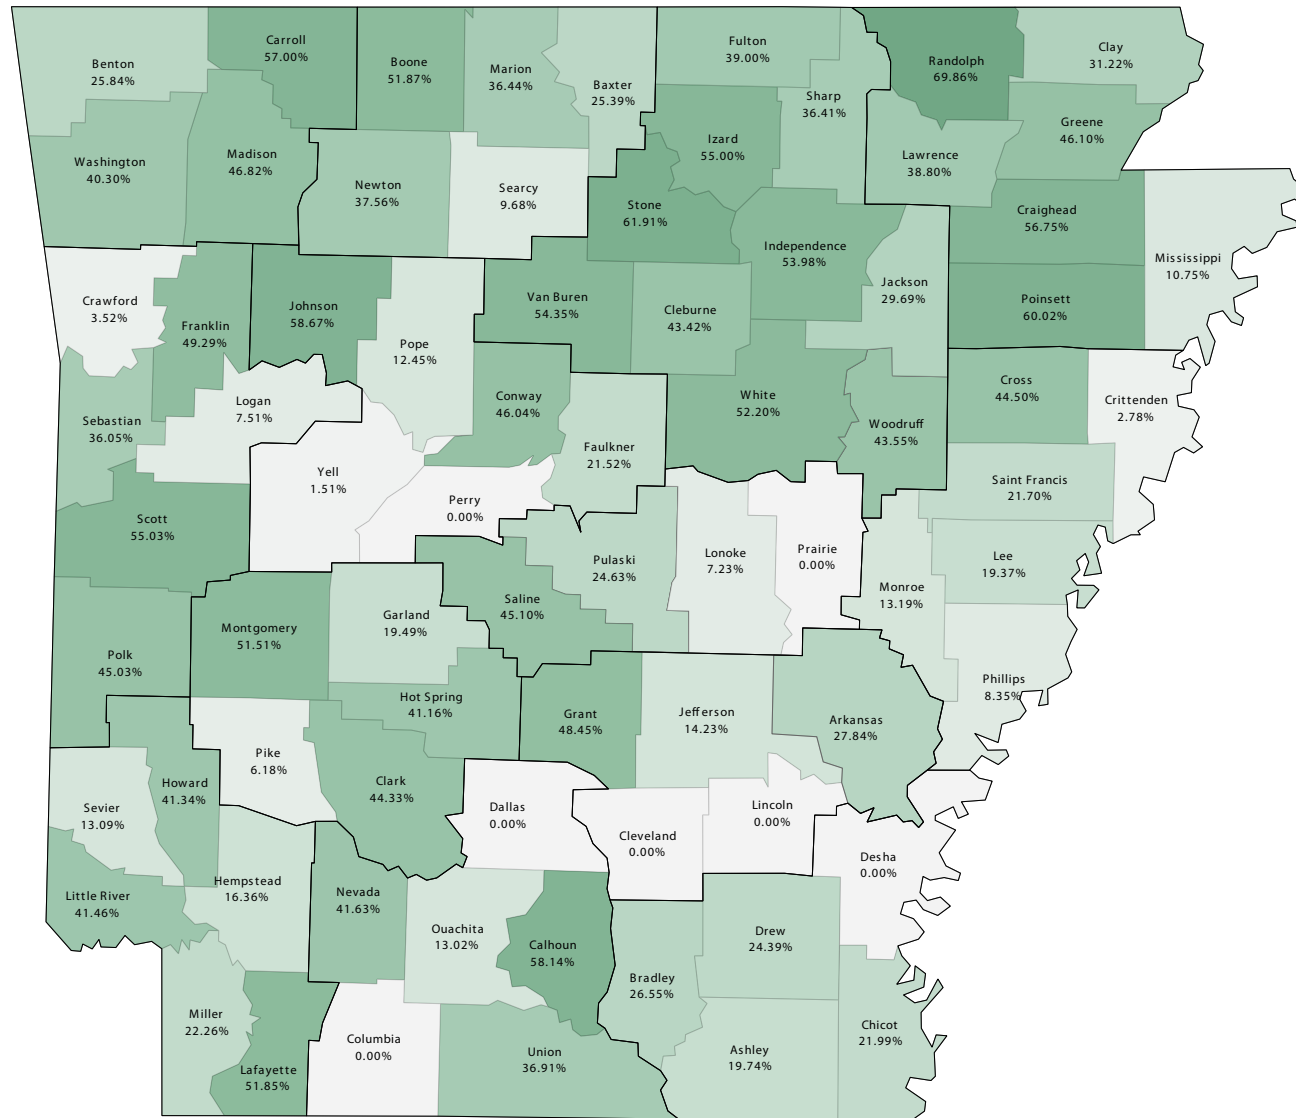 Carroll
57.00%
Boone
51.87%
Fulton
39.00%
Clay
31.22%
Benton
25.84%
Marion
36.44%
Randolph
69.86%
Baxter
25.39%
Sharp
36.41%
Greene
46.10%
Izard
55.00%
Madison
46.82%
Washington
40.30%
Lawrence
38.80%
Newton
37.56%
Searcy
9.68%
Stone
61.91%
Craighead
56.75%
Independence
53.98%
Mississippi
10.75%
Jackson
29.69%
Crawford
3.52%
Johnson
58.67%
Van Buren
54.35%
Poinsett
60.02%
Cleburne
43.42%
Franklin
49.29%
Pope
12.45%
Cross
44.50%
Conway
46.04%
White
52.20%
Logan
7.51%
Crittenden
2.78%
Sebastian
36.05%
Woodruff
43.55%
Faulkner
21.52%
Yell
1.51%
Saint Francis
21.70%
Perry
0.00%
Scott
55.03%
Prairie
0.00%
Lonoke
7.23%
Pulaski
24.63%
Lee
19.37%
Monroe
13.19%
Saline
45.10%
Garland
19.49%
Montgomery
51.51%
Polk
45.03%
Phillips
8.35%
Hot Spring
41.16%
Grant
48.45%
Jefferson
14.23%
Arkansas
27.84%
Pike
6.18%
Clark
44.33%
Howard
41.34%
Sevier
13.09%
Dallas
0.00%
Lincoln
0.00%
Cleveland
0.00%
Desha
0.00%
Hempstead
16.36%
Little River
41.46%
Nevada
41.63%
Ouachita
13.02%
Drew
24.39%
Calhoun
58.14%
Bradley
26.55%
Miller
22.26%
Chicot
21.99%
Columbia
0.00%
Union
36.91%
Ashley
19.74%
Lafayette
51.85%